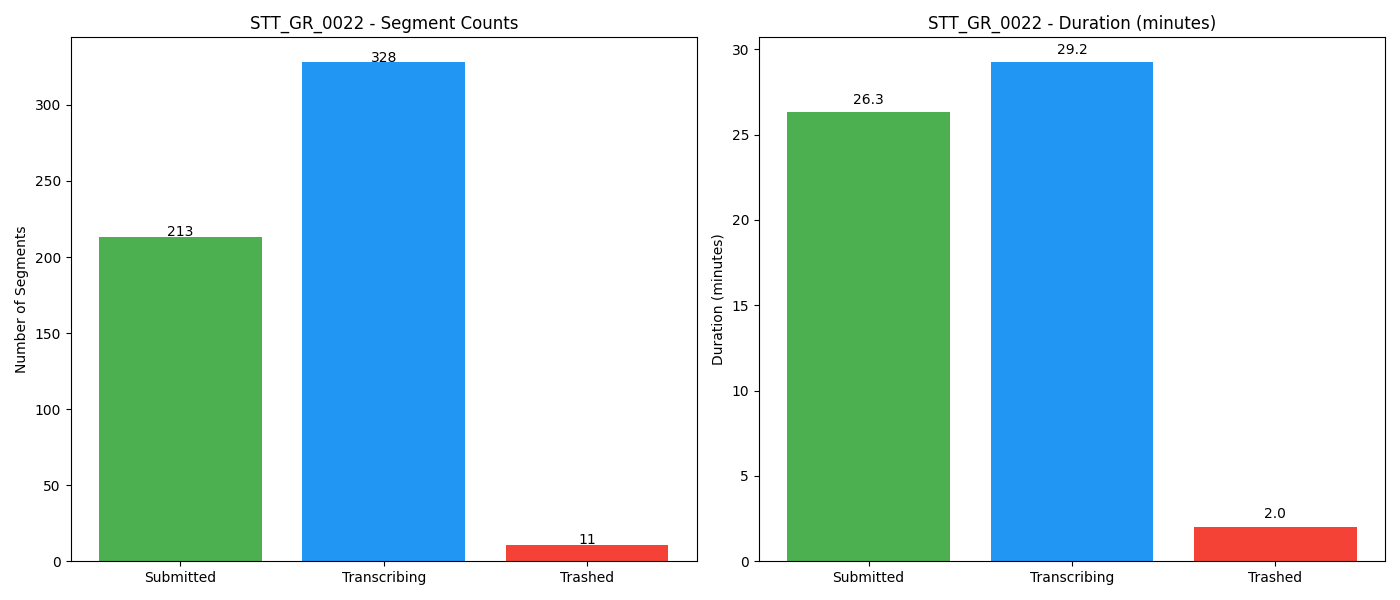 STT_GR_0022 - Segment Counts
Number of Segments
300
250
200
150
100
50
0
213
328
11
Submitted
Transcribing
Trashed
STT_GR_0022 - Duration (minutes)
Duration (minutes)
30
25
20
15
10
5
0
26.3
29.2
2.0
Submitted
Transcribing
Trashed